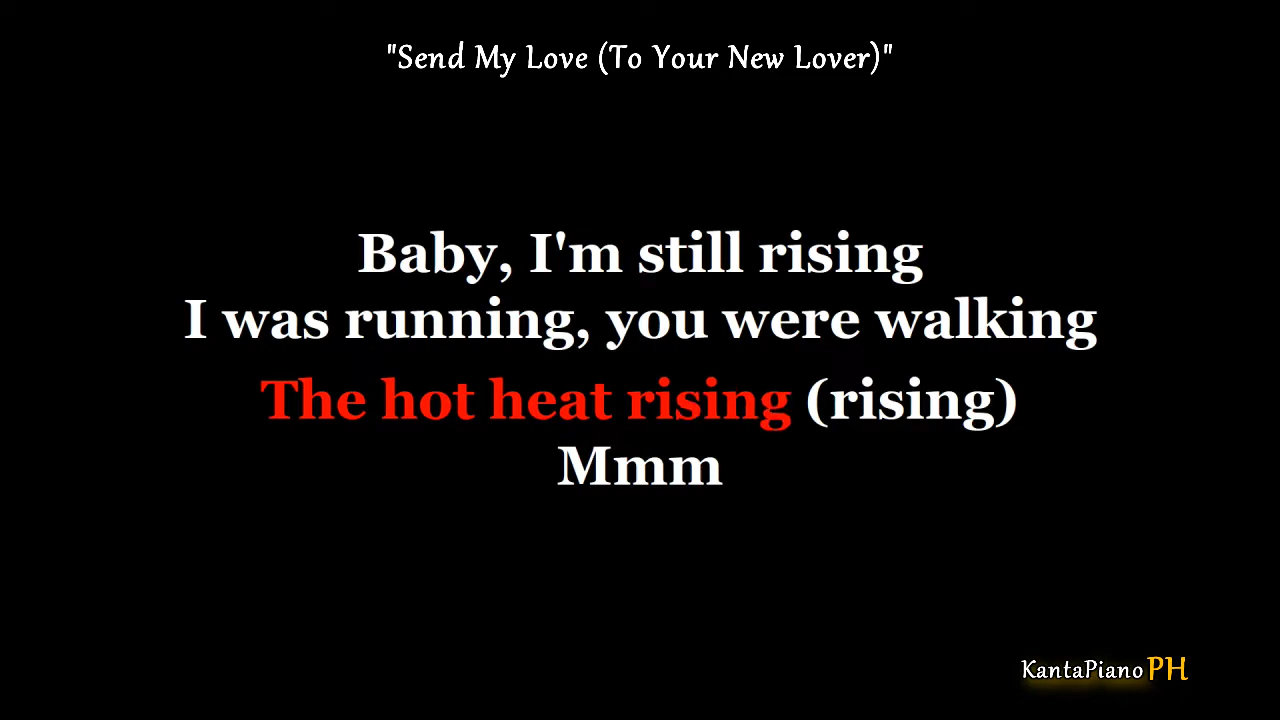 "Send My Love (To Your New Lover)"
Baby, I'm still rising
I was running, you were walking
The hot heat rising (rising)
Mmm
KantaPiano PH